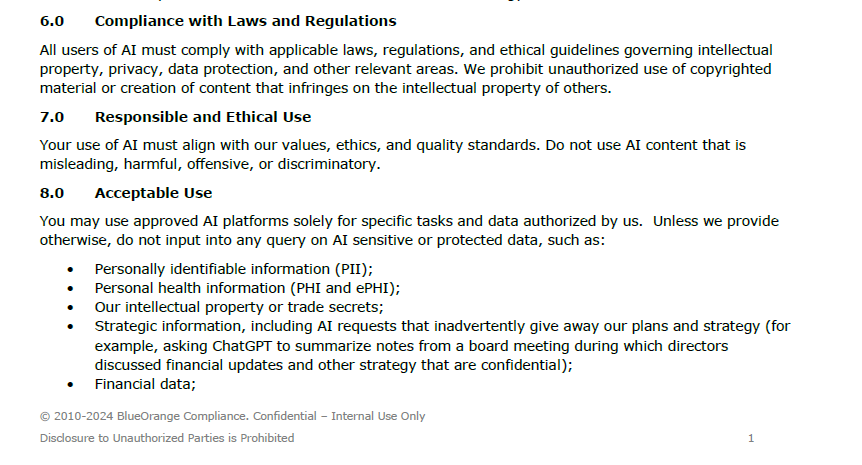 6.0 Compliance with Laws and Regulations
All users of AI must comply with applicable laws, regulations, and ethical guidelines governing intellectual
property, privacy, data protection, and other relevant areas. We prohibit unauthorized use of copyrighted
material or creation of content that infringes on the intellectual property of others.
7.0 Responsible and Ethical Use
Your use of AI must align with our values, ethics, and quality standards. Do not use AI content that is
misleading, harmful, offensive, or discriminatory.
8.0 Acceptable Use
You may use approved AI platforms solely for specific tasks and data authorized by us.  Unless we provide
otherwise, do not input into any query on AI sensitive or protected data, such as:
• Personally identifiable information (PII);
• Personal health information (PHI and ePHI);
• Our intellectual property or trade secrets;
• Strategic information, including AI requests that inadvertently give away our plans and strategy (for
example, asking ChatGPT to summarize notes from a board meeting during which directors
discussed financial updates and other strategy that are confidential);
• Financial data;
© 2010-2024 BlueOrange Compliance. Confidential – Internal Use Only
Disclosure to Unauthorized Parties is Prohibited 1